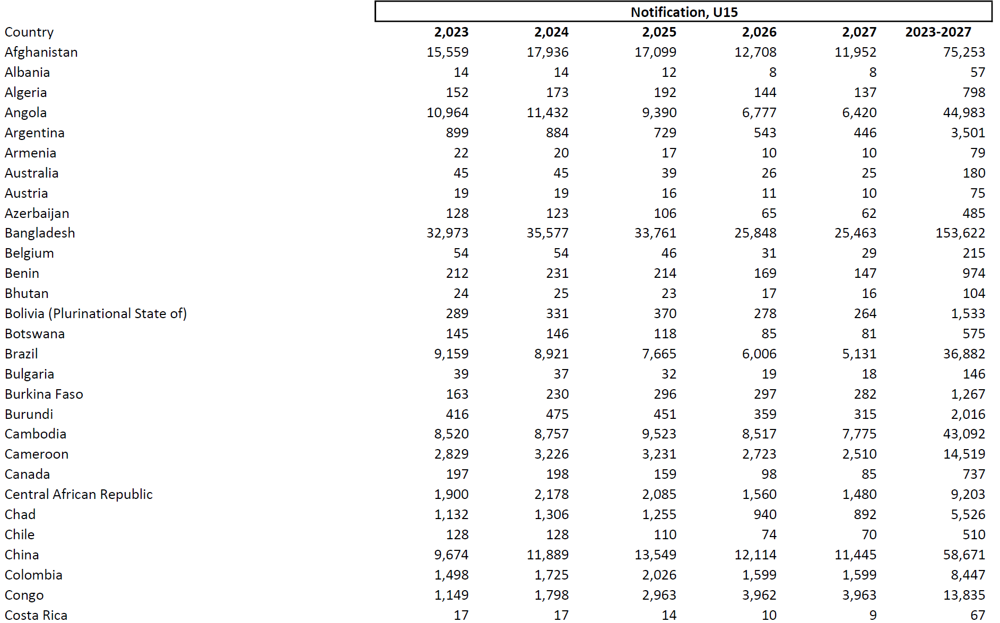 Notification, U15
Country 2,023 2,024 2,025 2,026 2,027 2023-2027
Afghanistan 15,559 17,936 17,099 12,708 11,952 75,253
Albania 14 14 12 8 8 57
Algeria 152 173 192 144 137 798
Angola 10,964 11,432 9,390 6,777 6,420 44,983
Argentina 899 884 729 543 446 3,501
Armenia 22 20 17 10 10 79
Australia 45 45 39 26 25 180
Austria 19 19 16 11 10 75
Azerbaijan 128 123 106 65 62 485
Bangladesh 32,973 35,577 33,761 25,848 25,463 153,622
Belgium 54 54 46 31 29 215
Benin 212 231 214 169 147 974
Bhutan 24 25 23 17 16 104
Bolivia (Plurinational State of) 289 331 370 278 264 1,533
Botswana 145 146 118 85 81 575
Brazil 9,159 8,921 7,665 6,006 5,131 36,882
Bulgaria 39 37 32 19 18 146
Burkina Faso 163 230 296 297 282 1,267
Burundi 416 475 451 359 315 2,016
Cambodia 8,520 8,757 9,523 8,517 7,775 43,092
Cameroon 2,829 3,226 3,231 2,723 2,510 14,519
Canada 197 198 159 98 85 737
Central African Republic 1,900 2,178 2,085 1,560 1,480 9,203
Chad 1,132 1,306 1,255 940 892 5,526
Chile 128 128 110 74 70 510
China 9,674 11,889 13,549 12,114 11,445 58,671
Colombia 1,498 1,725 2,026 1,599 1,599 8,447
Congo 1,149 1,798 2,963 3,962 3,963 13,835
Costa Rica 17 17 14 10 9 67